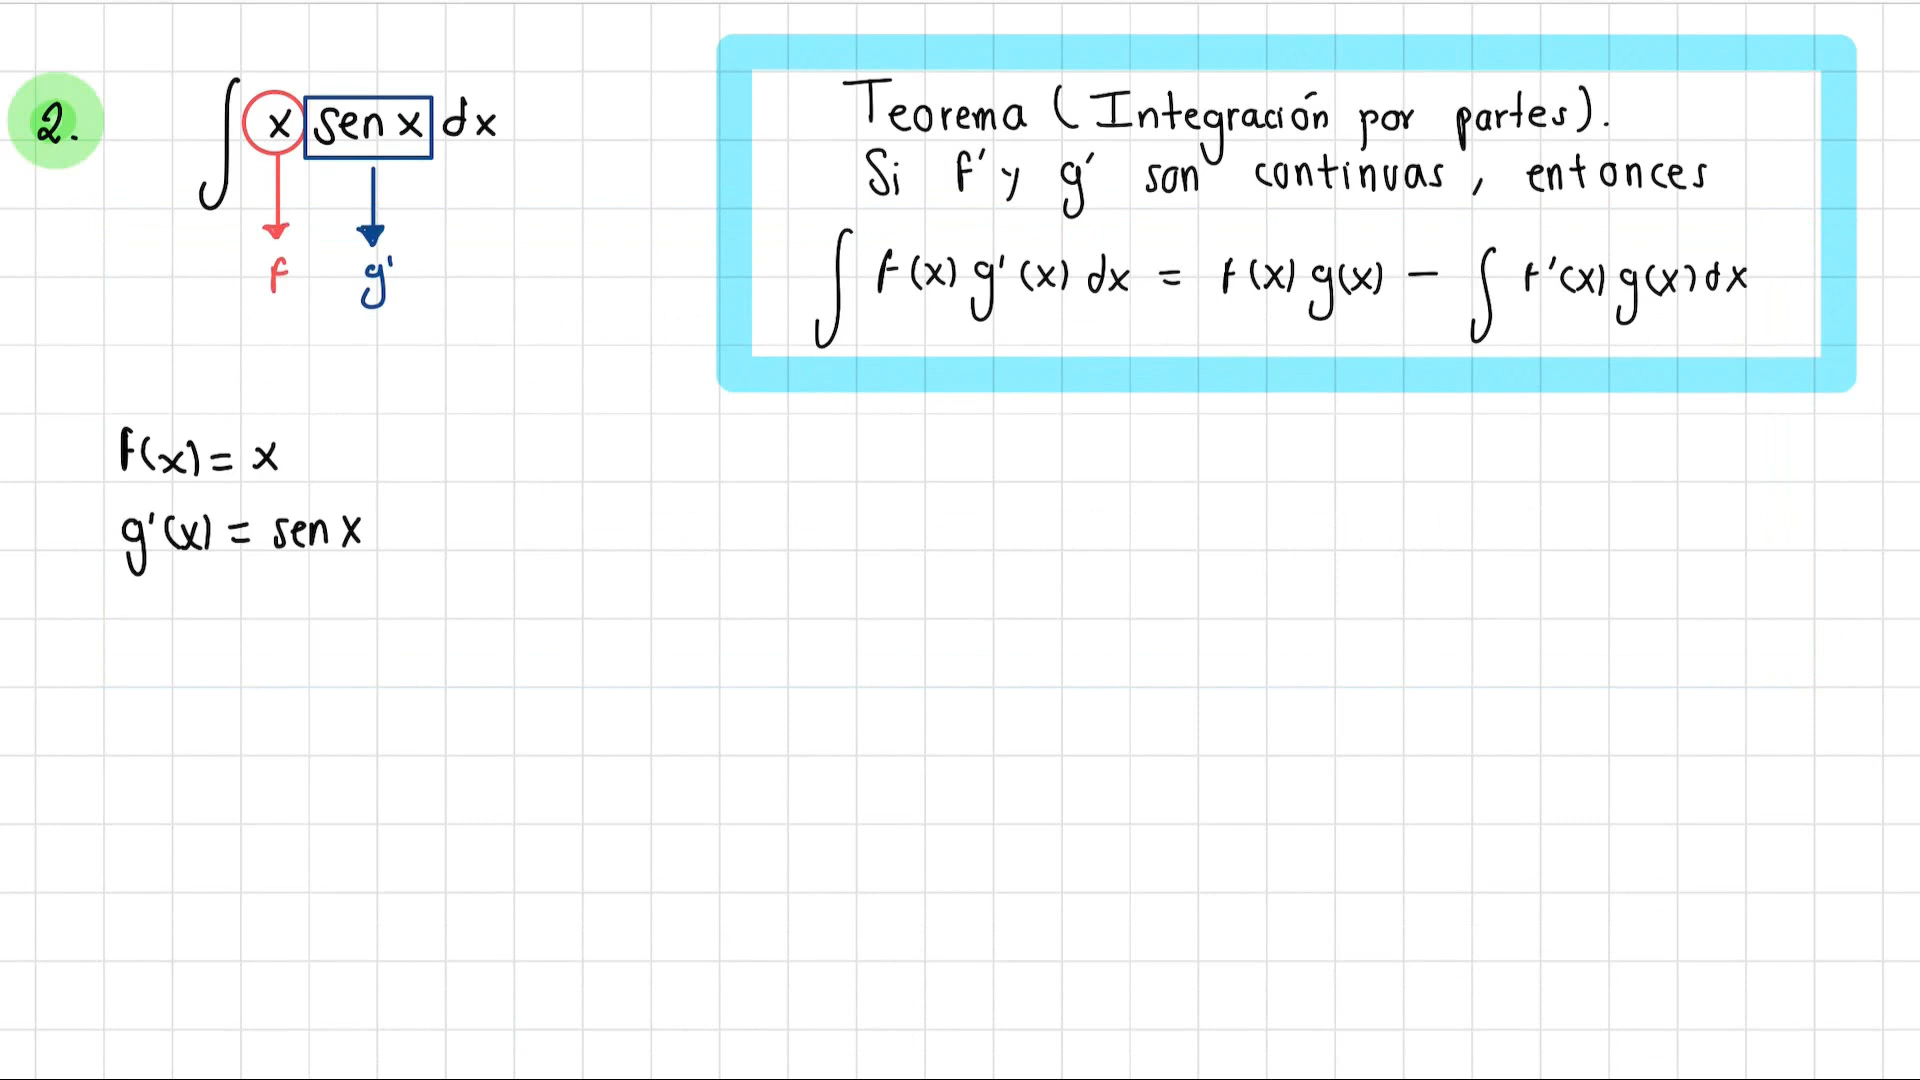 2. ∫ x sen x dx
f g'
Teorema (Integración por partes).
Si f' y g' son continuas, entonces
∫ f(x) g'(x) dx = f(x) g(x) - ∫ f'(x) g(x) dx
f(x) = x
g'(x) = sen x